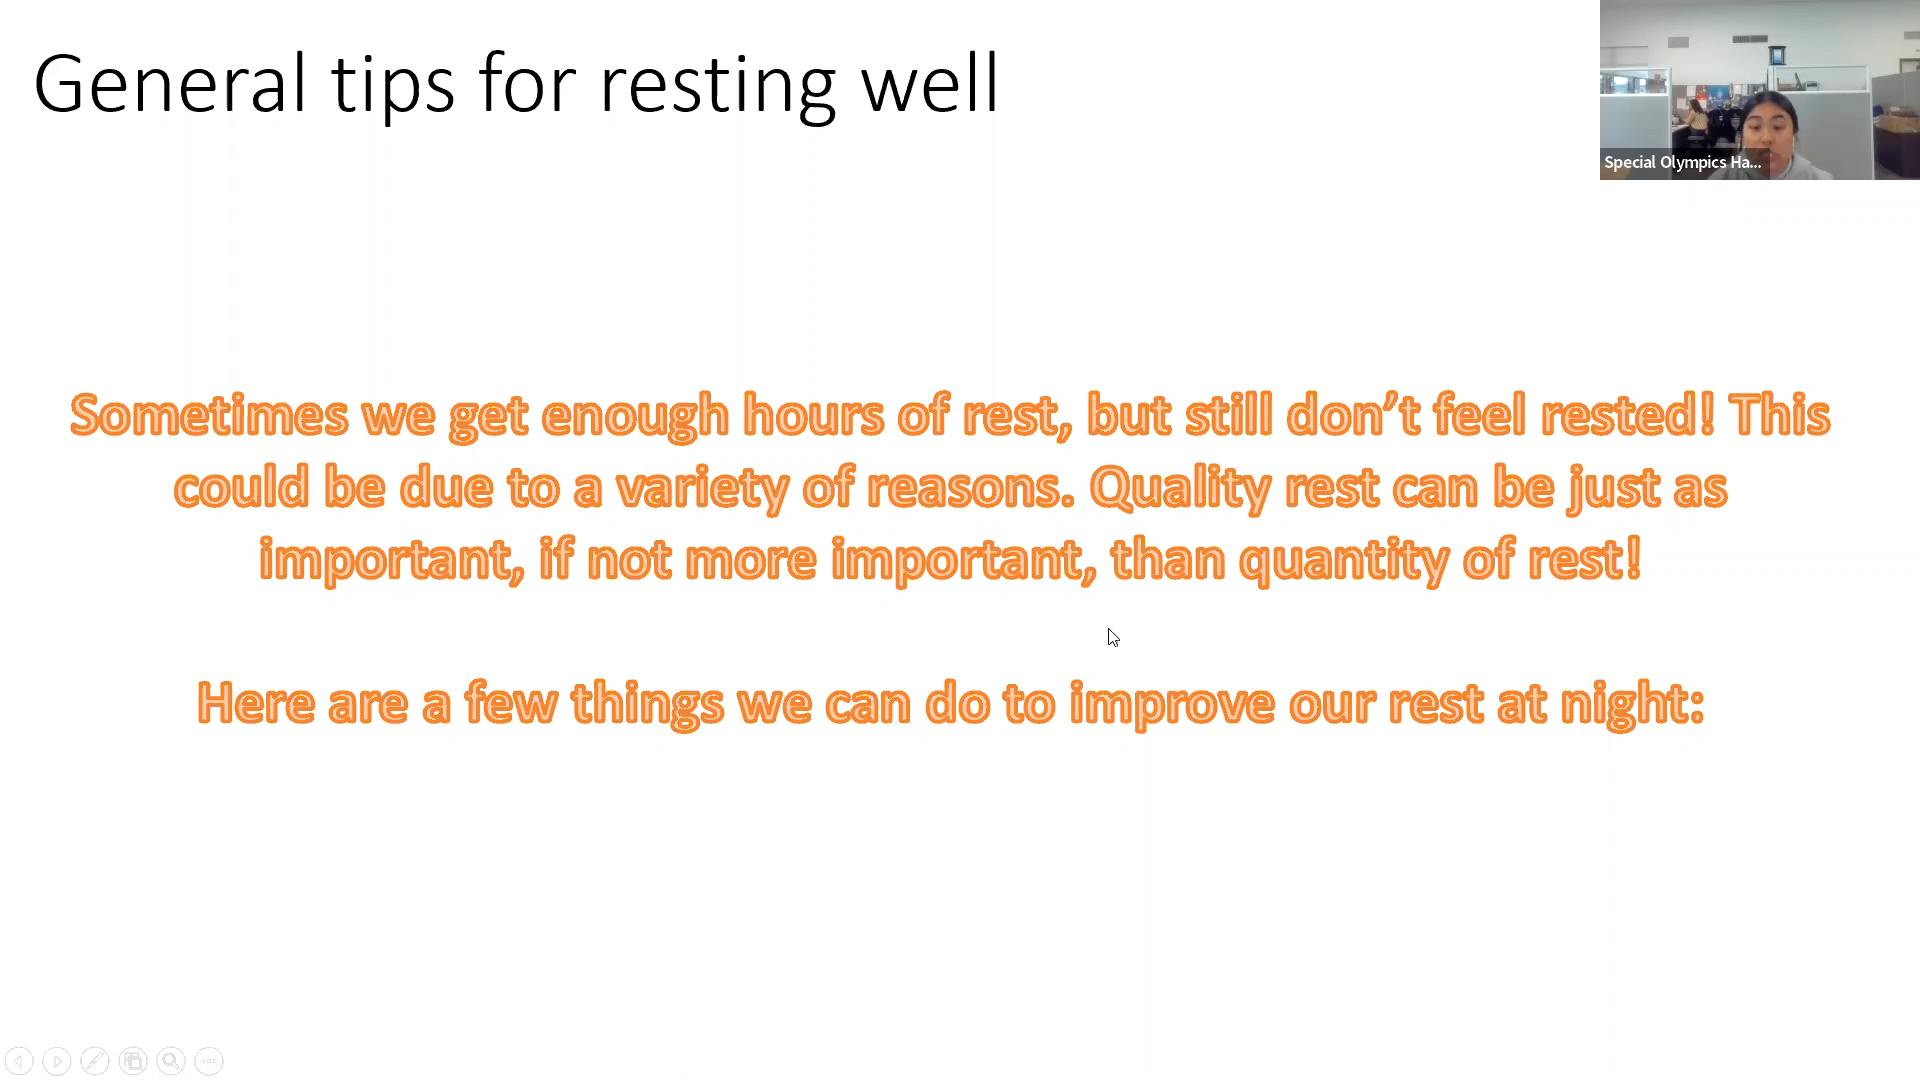 General tips for resting well
Special Olympics Ha...
Sometimes we get enough hours of rest, but still don’t feel rested! This
could be due to a variety of reasons. Quality rest can be just as
important, if not more important, than quantity of rest!
Here are a few things we can do to improve our rest at night: